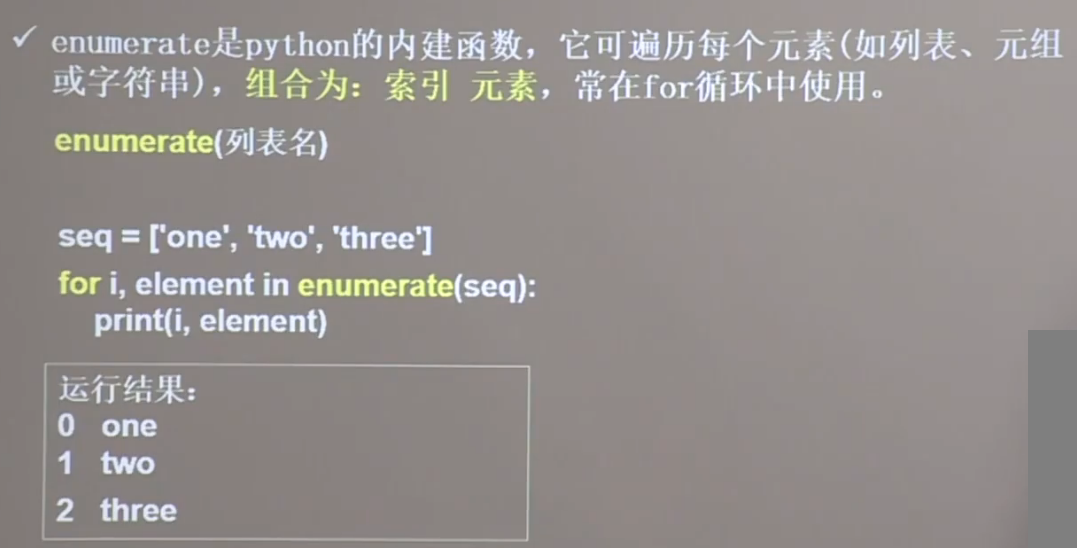 ✓ enumerate是python的内建函数，它可遍历每个元素(如列表、元组
或字符串)，组合为：索引 元素，常在for循环中使用。
enumerate(列表名)
seq = ['one', 'two', 'three']
for i, element in enumerate(seq):
print(i, element)
运行结果：
0 one
1 two
2 three